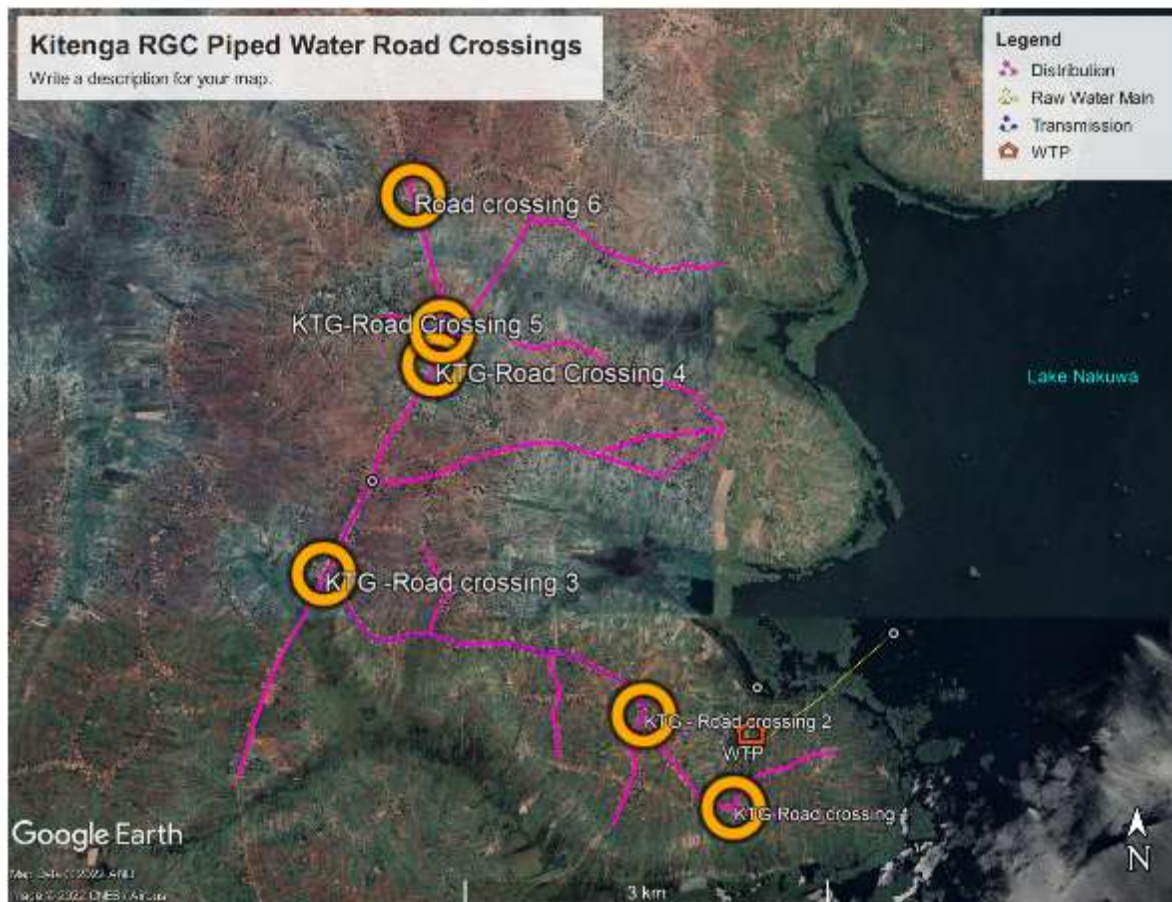 Kitenga RGC Piped Water Road Crossings
Write a description for your map.
Legend
Distribution
Raw Water Main
Transmission
WTP
Road crossing 6
KTG-Road Crossing 5
KTG-Road Crossing 4
Lake Nakuwa
KTG -Road crossing 3
KTG - Road crossing 2
WTP
KTG-Road crossing 1
Google Earth
N
3 km